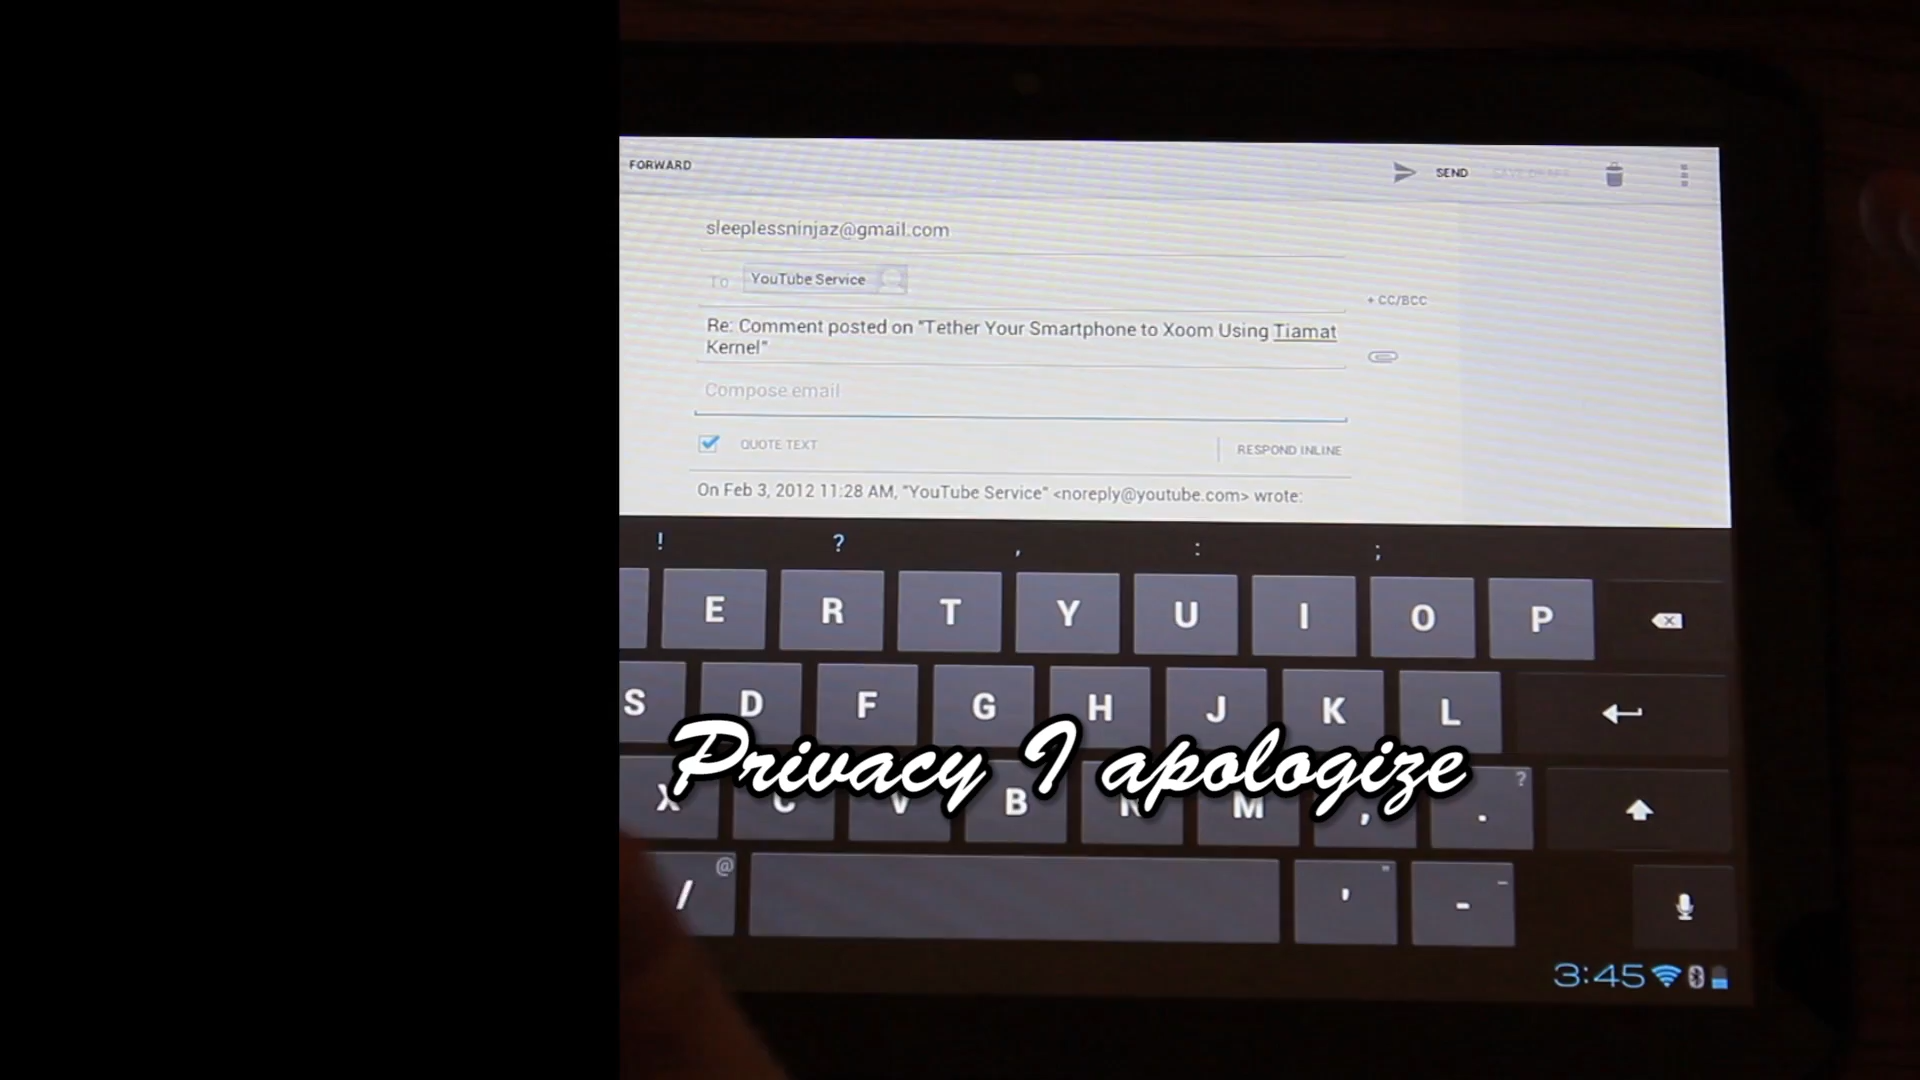 FORWARD
SEND SAVE DRAFT
sleeplessninjaz@gmail.com
To YouTube Service
+ CC/BCC
Re: Comment posted on "Tether Your Smartphone to Xoom Using Tiamat
Kernel"
Compose email
QUOTE TEXT RESPOND INLINE
On Feb 3, 2012 11:28 AM, "YouTube Service" <noreply@youtube.com> wrote:
! ? , : ;
E R T Y U I O P
S D F G H J K L
Privacy I apologize
X C V B N M , . ?
/ @ ' " - _
3:45